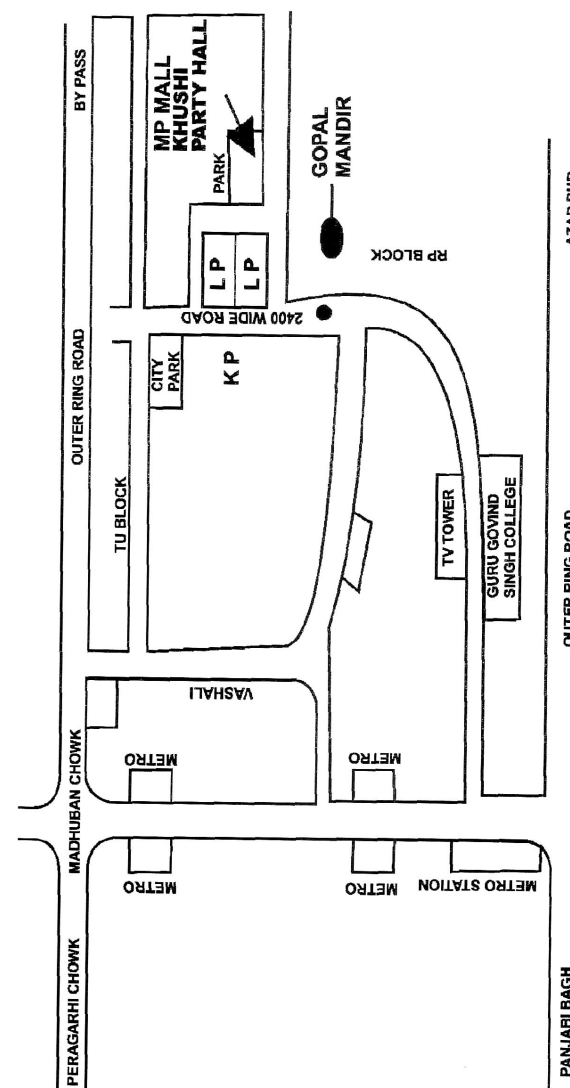 BY PASS
OUTER RING ROAD
MADHUBAN CHOWK
PERAGARHI CHOWK
TU BLOCK
MP MALL
KHUSHI
PARTY HALL
PARK
L P
L P
2400 WIDE ROAD
CITY
PARK
K P
GOPAL
MANDIR
RP BLOCK
VASHALI
METRO
METRO
METRO
METRO
METRO STATION
TV TOWER
GURU GOVIND
SINGH COLLEGE
OUTER RING ROAD
PANJABI BAGH